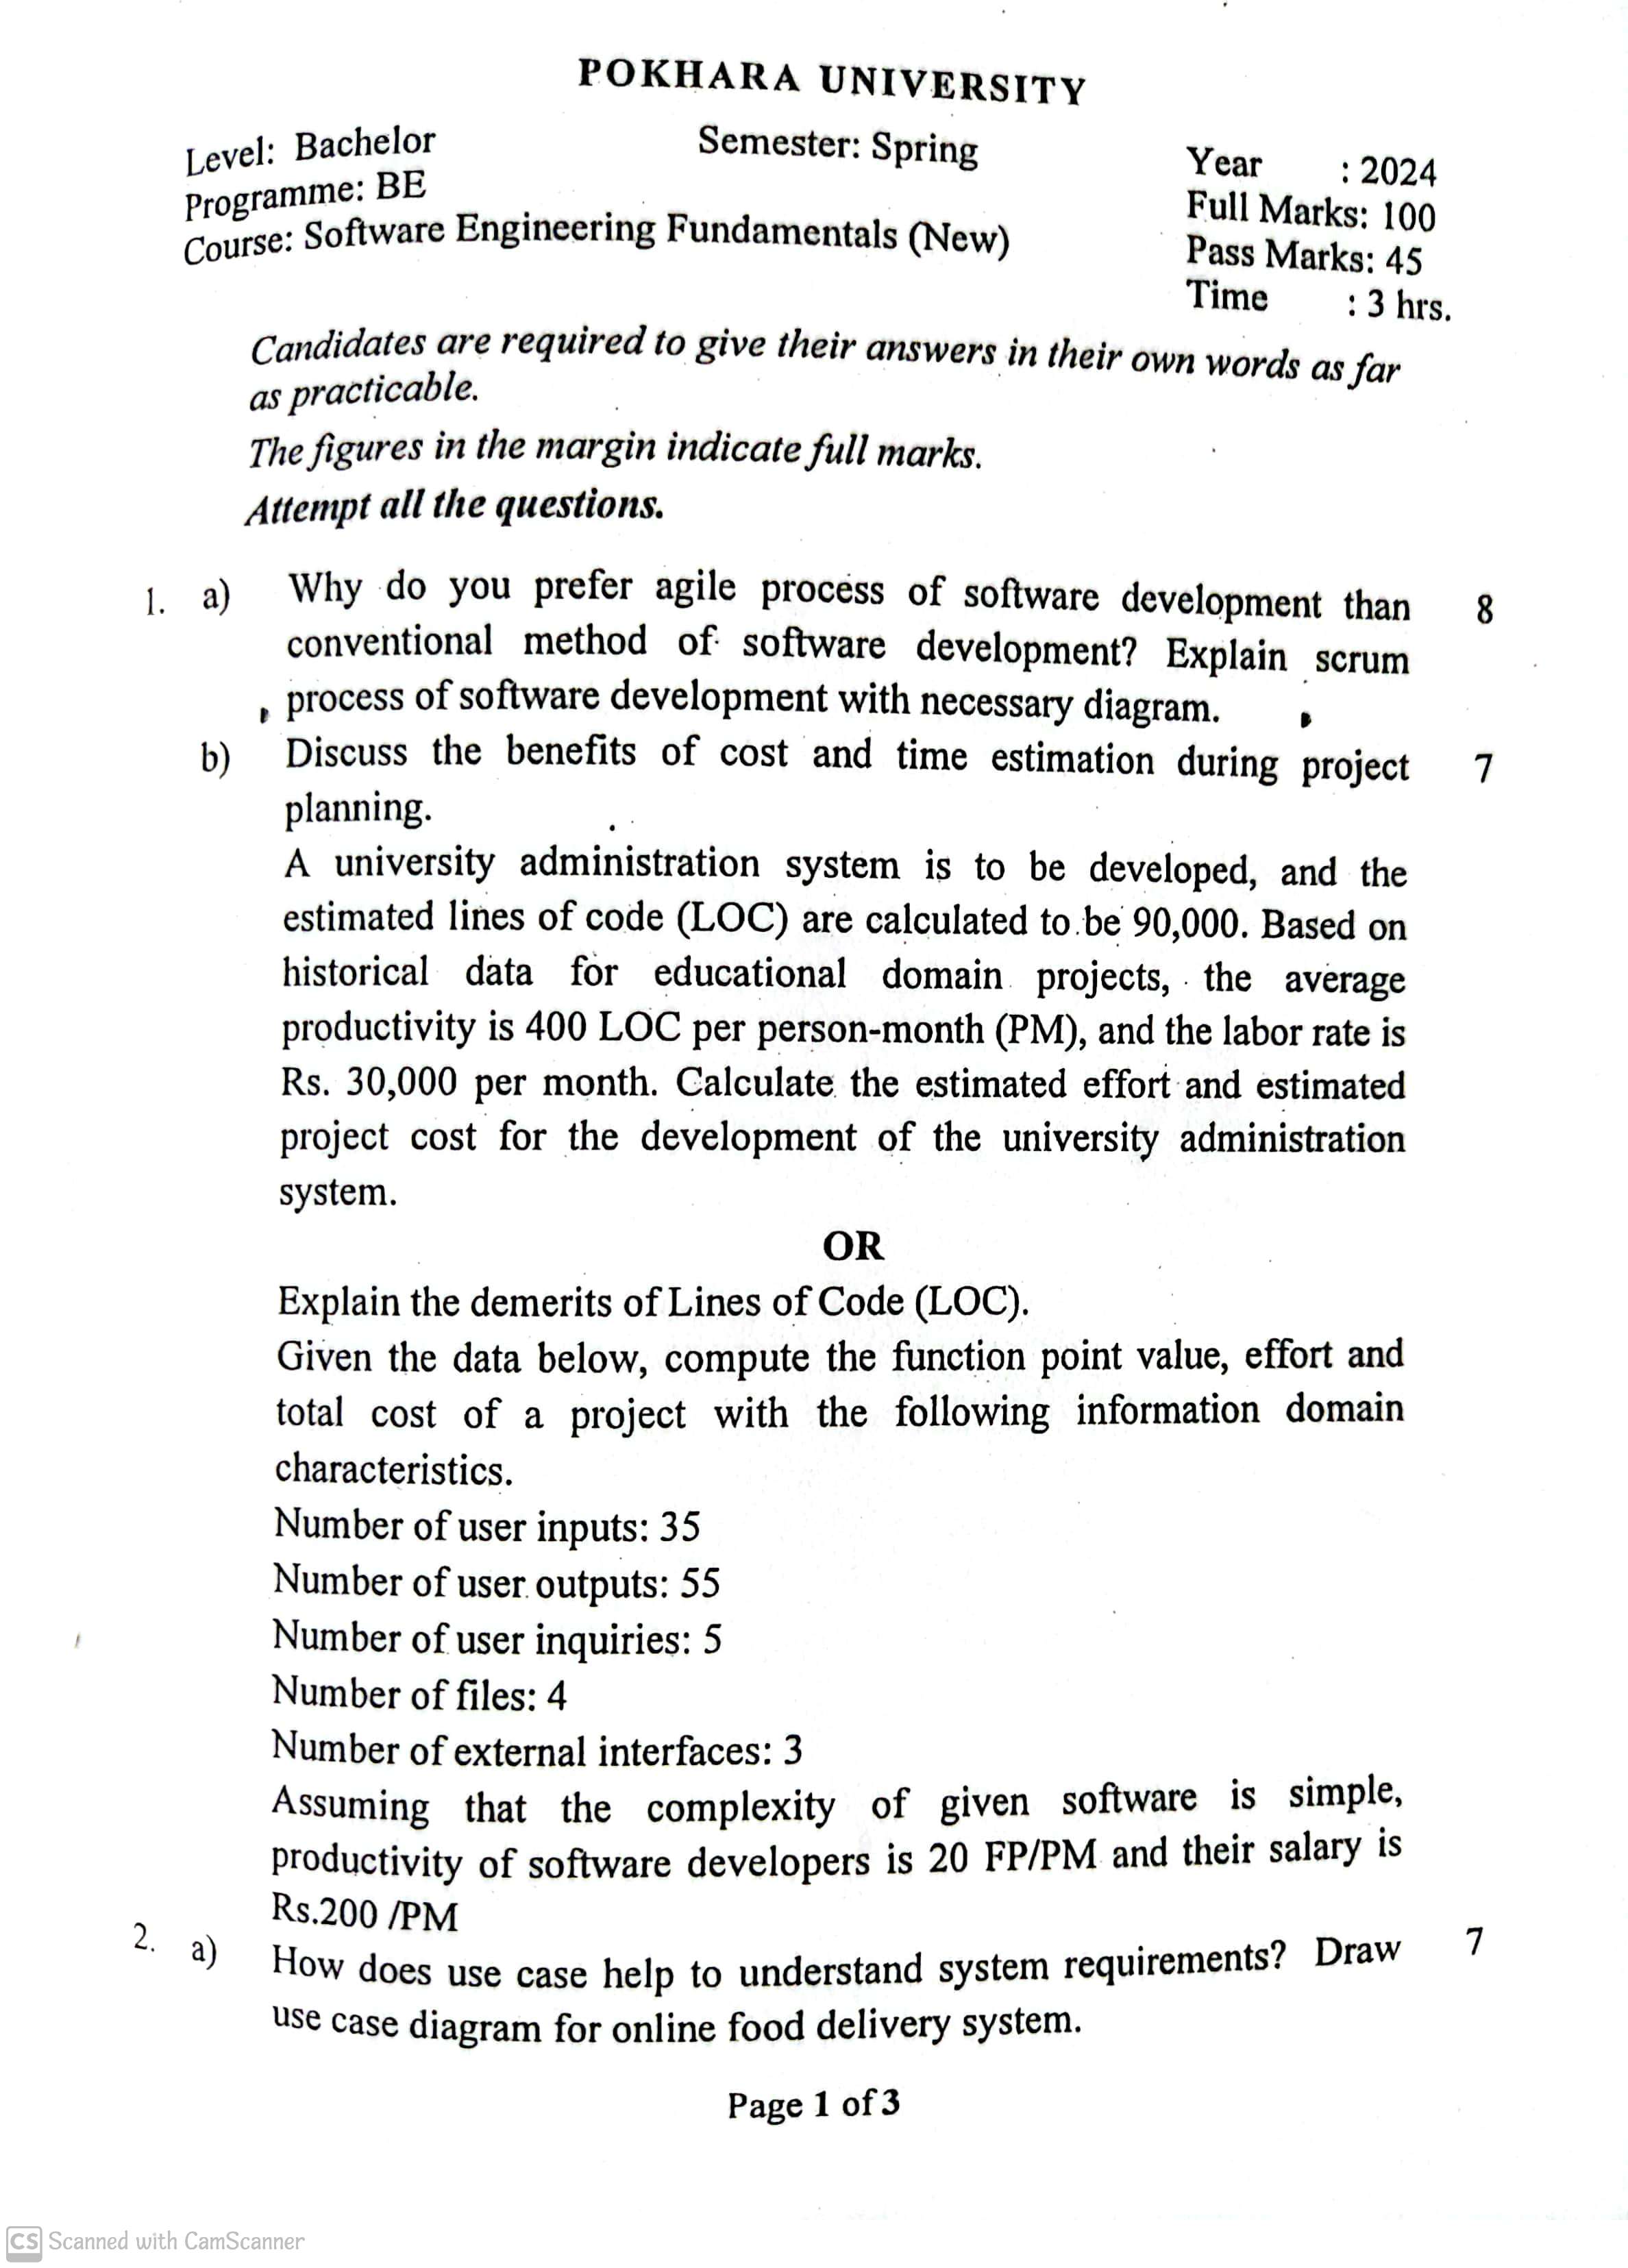 POKHARA UNIVERSITY
Level: Bachelor Semester: Spring Year : 2024
Programme: BE Full Marks: 100
Course: Software Engineering Fundamentals (New) Pass Marks: 45
Time : 3 hrs.
Candidates are required to give their answers in their own words as far
as practicable.
The figures in the margin indicate full marks.
Attempt all the questions.
1. a) Why do you prefer agile process of software development than 8
conventional method of software development? Explain scrum
process of software development with necessary diagram.
b) Discuss the benefits of cost and time estimation during project 7
planning.
A university administration system is to be developed, and the
estimated lines of code (LOC) are calculated to be 90,000. Based on
historical data for educational domain projects, the average
productivity is 400 LOC per person-month (PM), and the labor rate is
Rs. 30,000 per month. Calculate the estimated effort and estimated
project cost for the development of the university administration
system.
OR
Explain the demerits of Lines of Code (LOC).
Given the data below, compute the function point value, effort and
total cost of a project with the following information domain
characteristics.
Number of user inputs: 35
Number of user outputs: 55
Number of user inquiries: 5
Number of files: 4
Number of external interfaces: 3
Assuming that the complexity of given software is simple,
productivity of software developers is 20 FP/PM and their salary is
Rs.200 /PM
2. a) How does use case help to understand system requirements? Draw 7
use case diagram for online food delivery system.
Page 1 of 3
CS Scanned with CamScanner